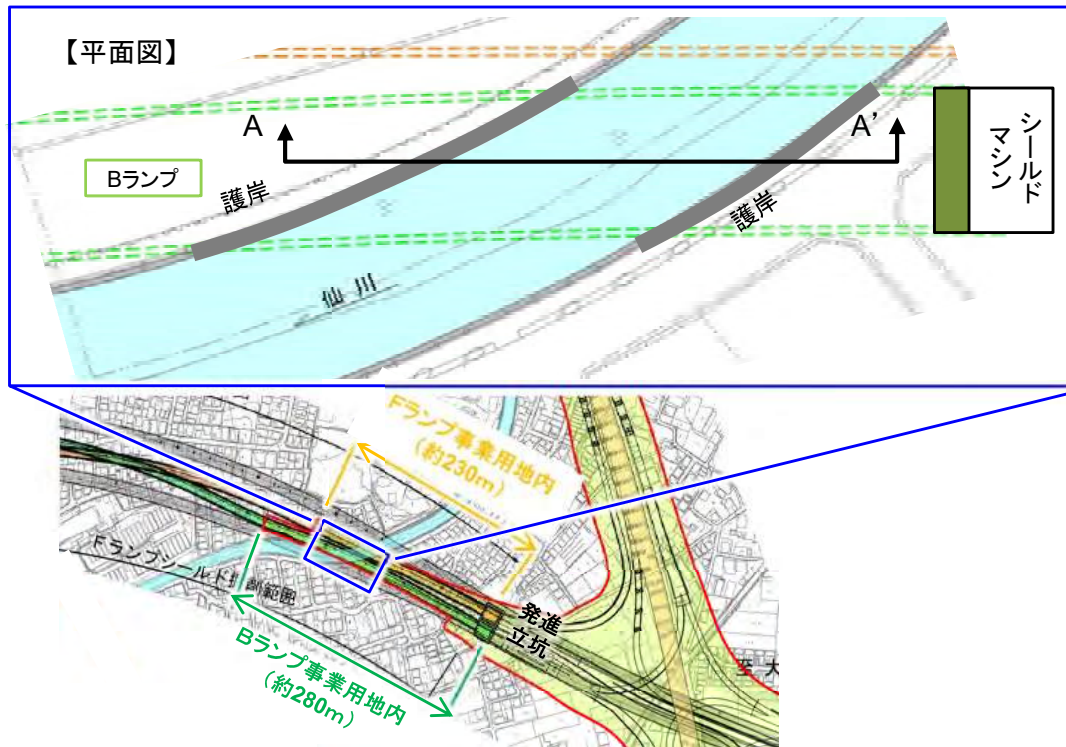 【平面図】
A
A’
Bランプ
護岸
護岸
仙川
シールド
マシン
Fランプ事業用地内
(約230m)
Fランプシールド掘削範囲
発進
立坑
Bランプ事業用地内
(約280m)
至 大